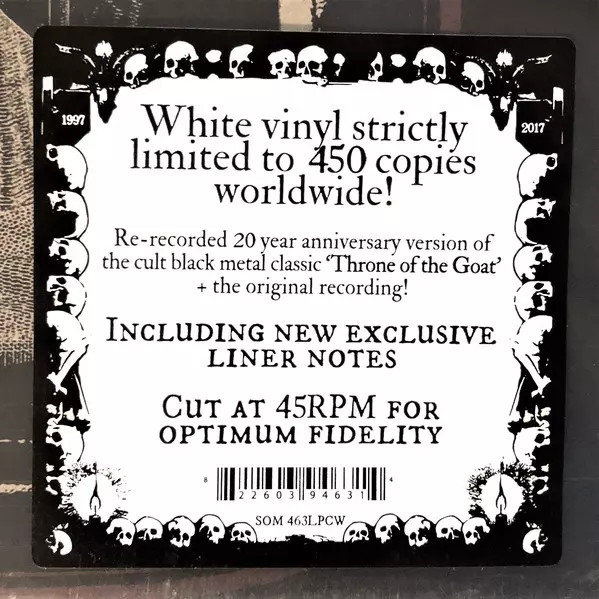 1997
2017
White vinyl strictly
limited to 450 copies
worldwide!
Re-recorded 20 year anniversary version of
the cult black metal classic ‘Throne of the Goat’
+ the original recording!
INCLUDING NEW EXCLUSIVE
LINER NOTES
CUT AT 45RPM FOR
OPTIMUM FIDELITY
8 22603 94631 4
SOM 463LPCW